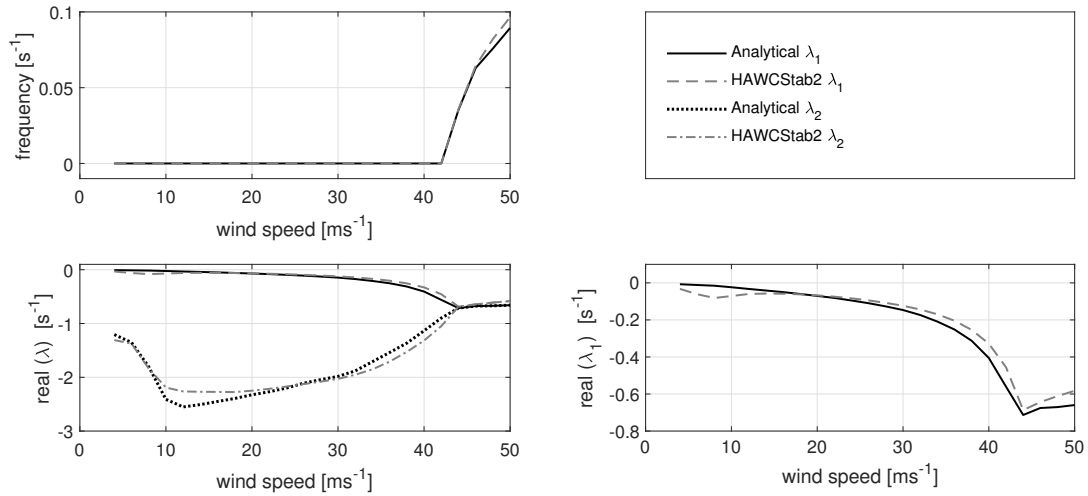 0.1
0.05
0
frequency [s-1]
0 10 20 30 40 50
wind speed [ms-1]
Analytical λ1
HAWCStab2 λ1
Analytical λ2
HAWCStab2 λ2
0
-1
-2
-3
real (λ) [s-1]
0 10 20 30 40 50
wind speed [ms-1]
0
-0.2
-0.4
-0.6
-0.8
real (λ1) [s-1]
0 10 20 30 40 50
wind speed [ms-1]